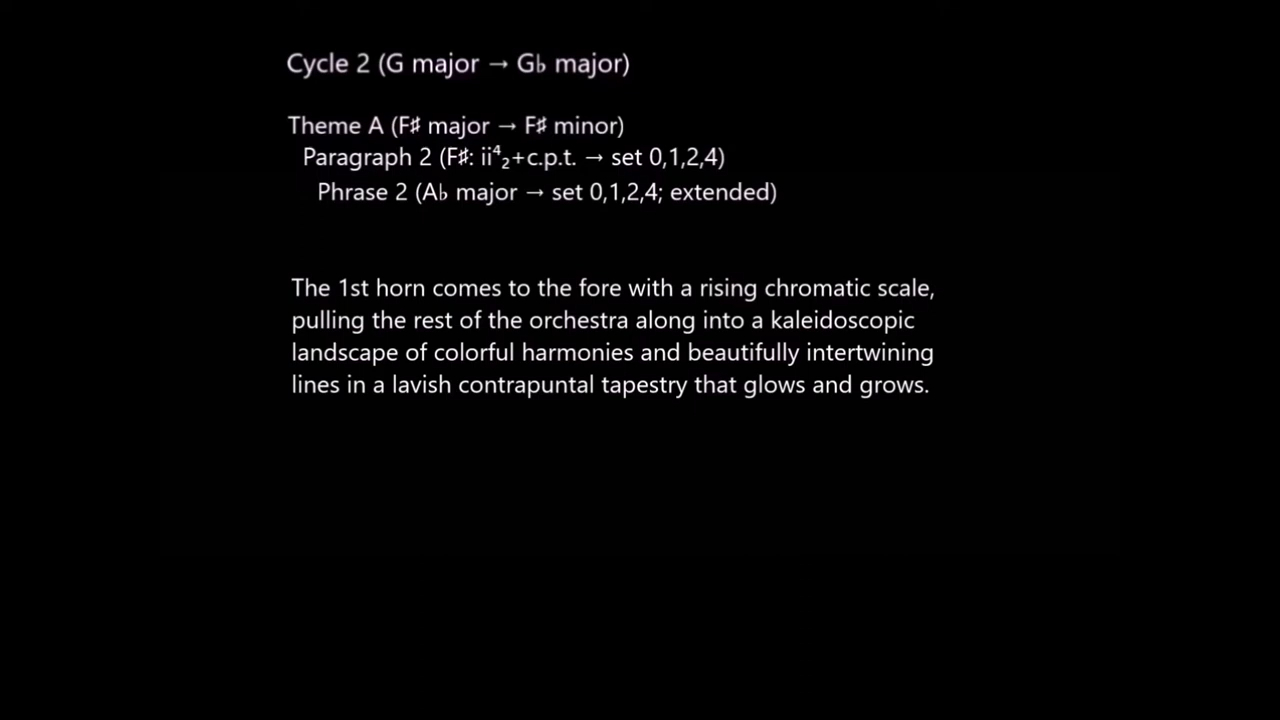 Cycle 2 (G major → G♭ major)
Theme A (F♯ major → F♯ minor)
Paragraph 2 (F♯: ii⁴₂+c.p.t. → set 0,1,2,4)
Phrase 2 (A♭ major → set 0,1,2,4; extended)
The 1st horn comes to the fore with a rising chromatic scale,
pulling the rest of the orchestra along into a kaleidoscopic
landscape of colorful harmonies and beautifully intertwining
lines in a lavish contrapuntal tapestry that glows and grows.